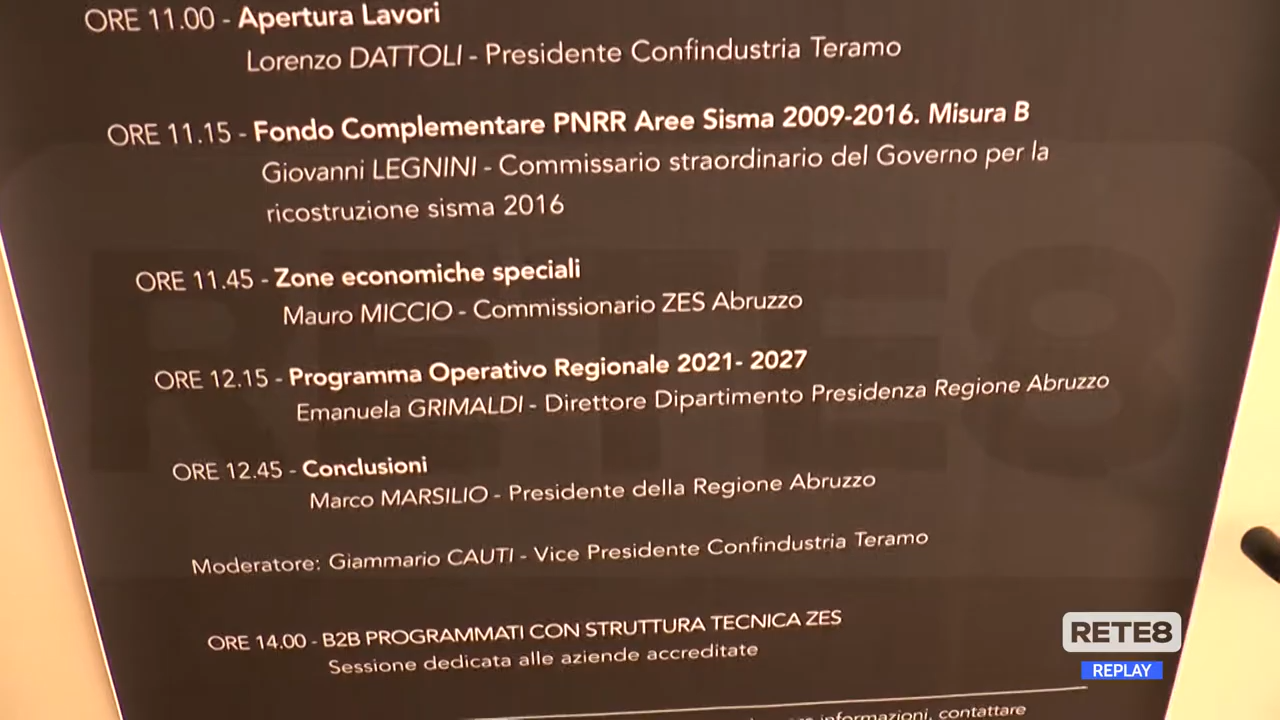 ORE 11.00 - Apertura Lavori
Lorenzo DATTOLI - Presidente Confindustria Teramo
ORE 11.15 - Fondo Complementare PNRR Aree Sisma 2009-2016. Misura B
Giovanni LEGNINI - Commissario straordinario del Governo per la
ricostruzione sisma 2016
ORE 11.45 - Zone economiche speciali
Mauro MICCIO - Commissionario ZES Abruzzo
ORE 12.15 - Programma Operativo Regionale 2021- 2027
Emanuela GRIMALDI - Direttore Dipartimento Presidenza Regione Abruzzo
ORE 12.45 - Conclusioni
Marco MARSILIO - Presidente della Regione Abruzzo
Moderatore: Giammario CAUTI - Vice Presidente Confindustria Teramo
ORE 14.00 - B2B PROGRAMMATI CON STRUTTURA TECNICA ZES
Sessione dedicata alle aziende accreditate
informazioni, contattare
RETE8
REPLAY
RETE8